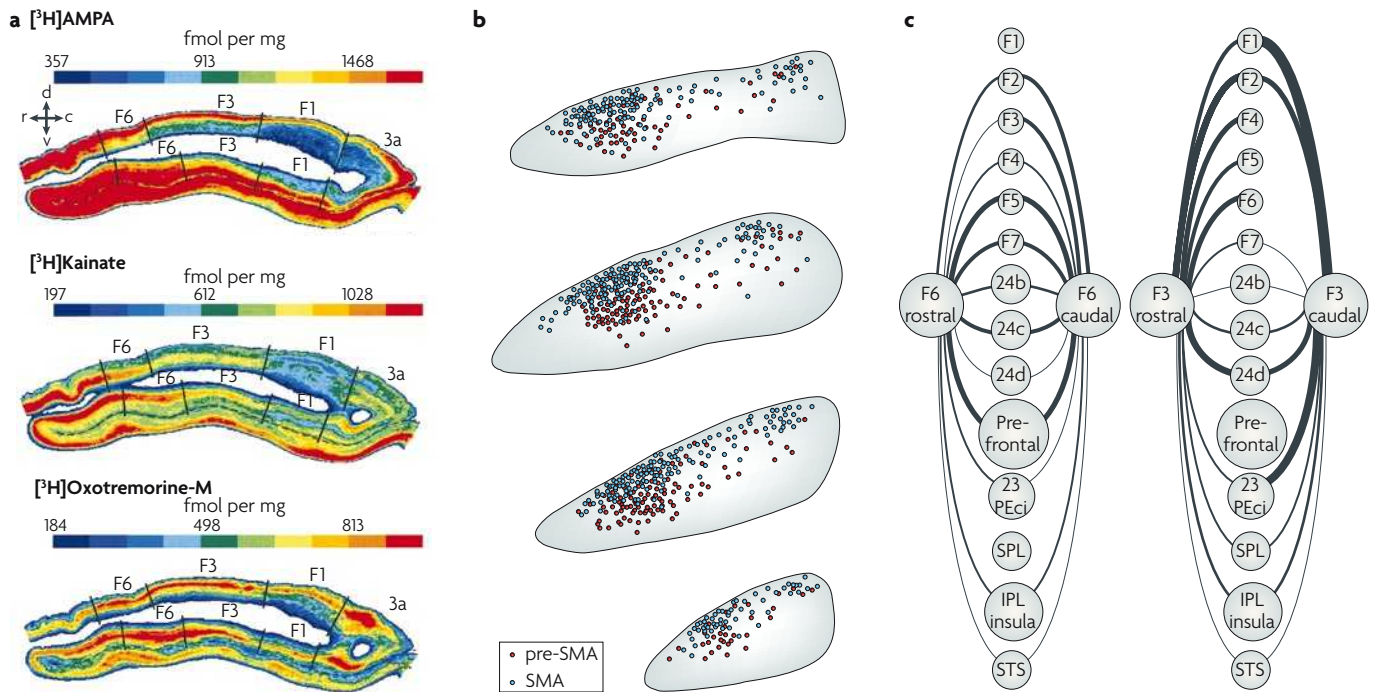 a [³H]AMPA
fmol per mg
357 913 1468
d
r c
v
F6 F3 F1 3a
F6 F3 F1
[³H]Kainate
fmol per mg
197 612 1028
F6 F3 F1 3a
F6 F3 F1
[³H]Oxotremorine-M
fmol per mg
184 498 813
F6 F3 F1 3a
F6 F3 F1
b
pre-SMA
SMA
c
F1
F2
F3
F4
F5
F7
F6
rostral
24b
F6
caudal
24c
24d
Pre-
frontal
23
PEci
SPL
IPL
insula
STS
F1
F2
F4
F5
F6
F7
F3
rostral
24b
F3
caudal
24c
24d
Pre-
frontal
23
PEci
SPL
IPL
insula
STS